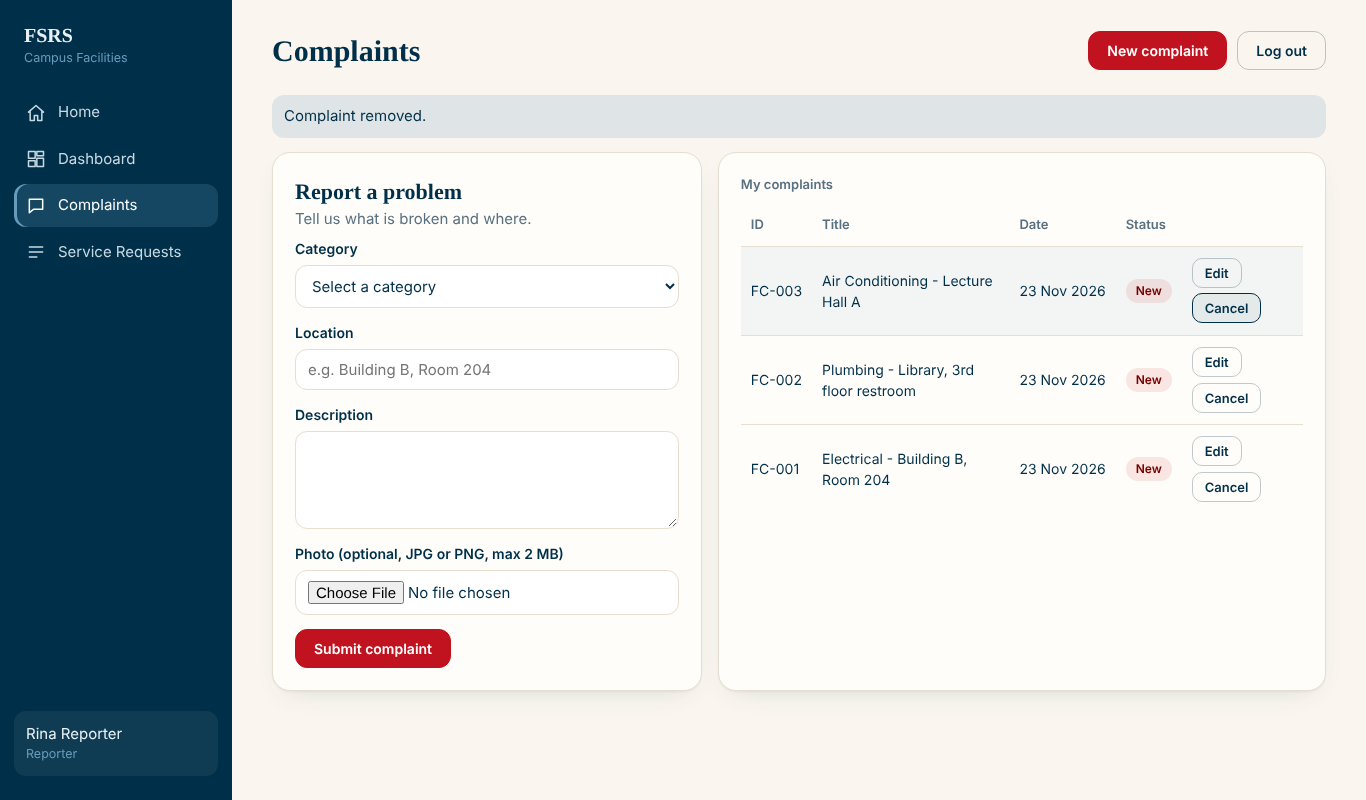 FSRS
Campus Facilities
Home
Dashboard
Complaints
Service Requests
Rina Reporter
Reporter
Complaints
New complaint
Log out
Complaint removed.
Report a problem
Tell us what is broken and where.
Category
Select a category
Location
e.g. Building B, Room 204
Description
Photo (optional, JPG or PNG, max 2 MB)
Choose File No file chosen
Submit complaint
My complaints
ID Title Date Status
FC-003 Air Conditioning - Lecture Hall A 23 Nov 2026 New Edit Cancel
FC-002 Plumbing - Library, 3rd floor restroom 23 Nov 2026 New Edit Cancel
FC-001 Electrical - Building B, Room 204 23 Nov 2026 New Edit Cancel